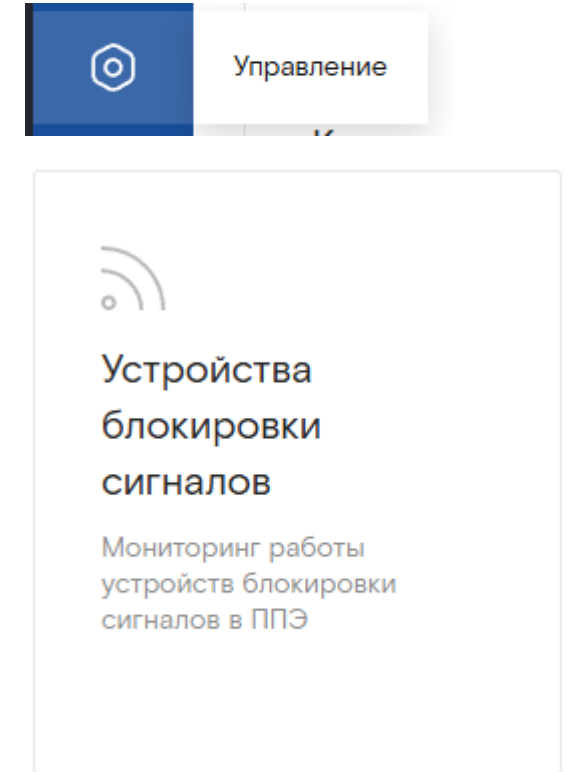 Управление
Устройства
блокировки
сигналов
Мониторинг работы
устройств блокировки
сигналов в ППЭ